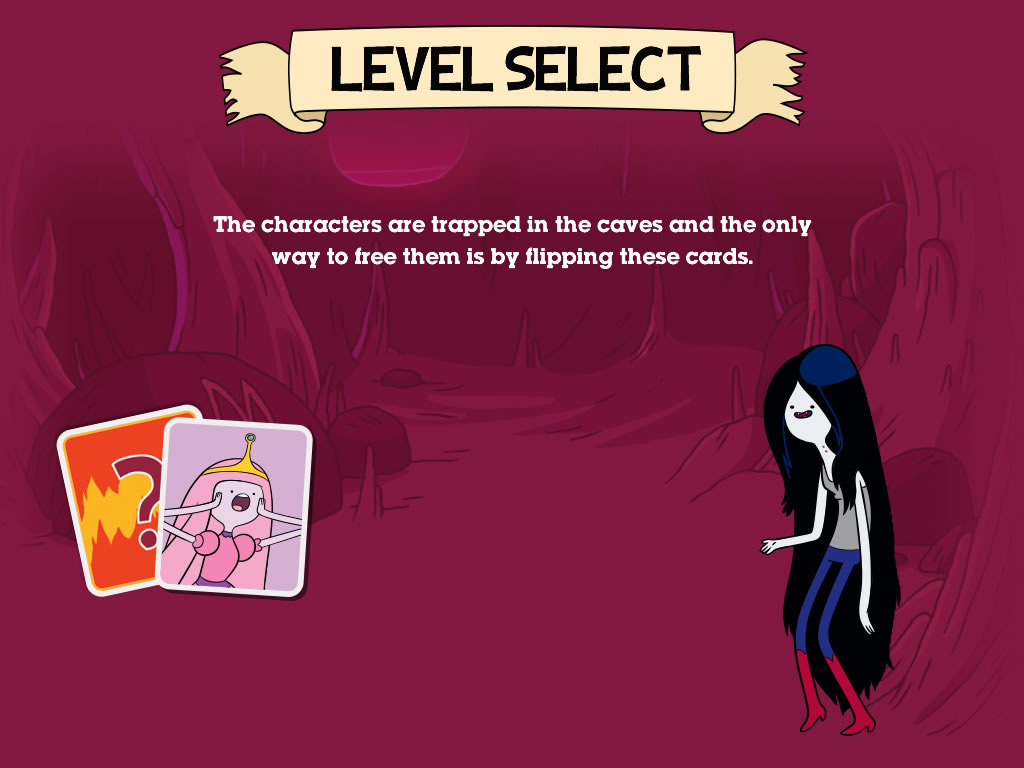 LEVEL SELECT
The characters are trapped in the caves and the only
way to free them is by flipping these cards.
?